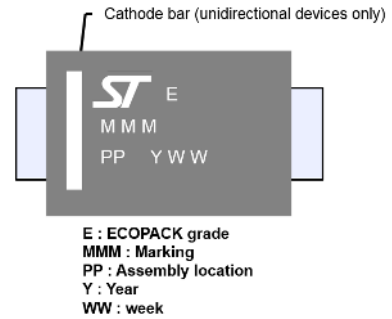 Cathode bar (unidirectional devices only)
ST E
M M M
PP Y W W
E : ECOPACK grade
MMM : Marking
PP : Assembly location
Y : Year
WW : week